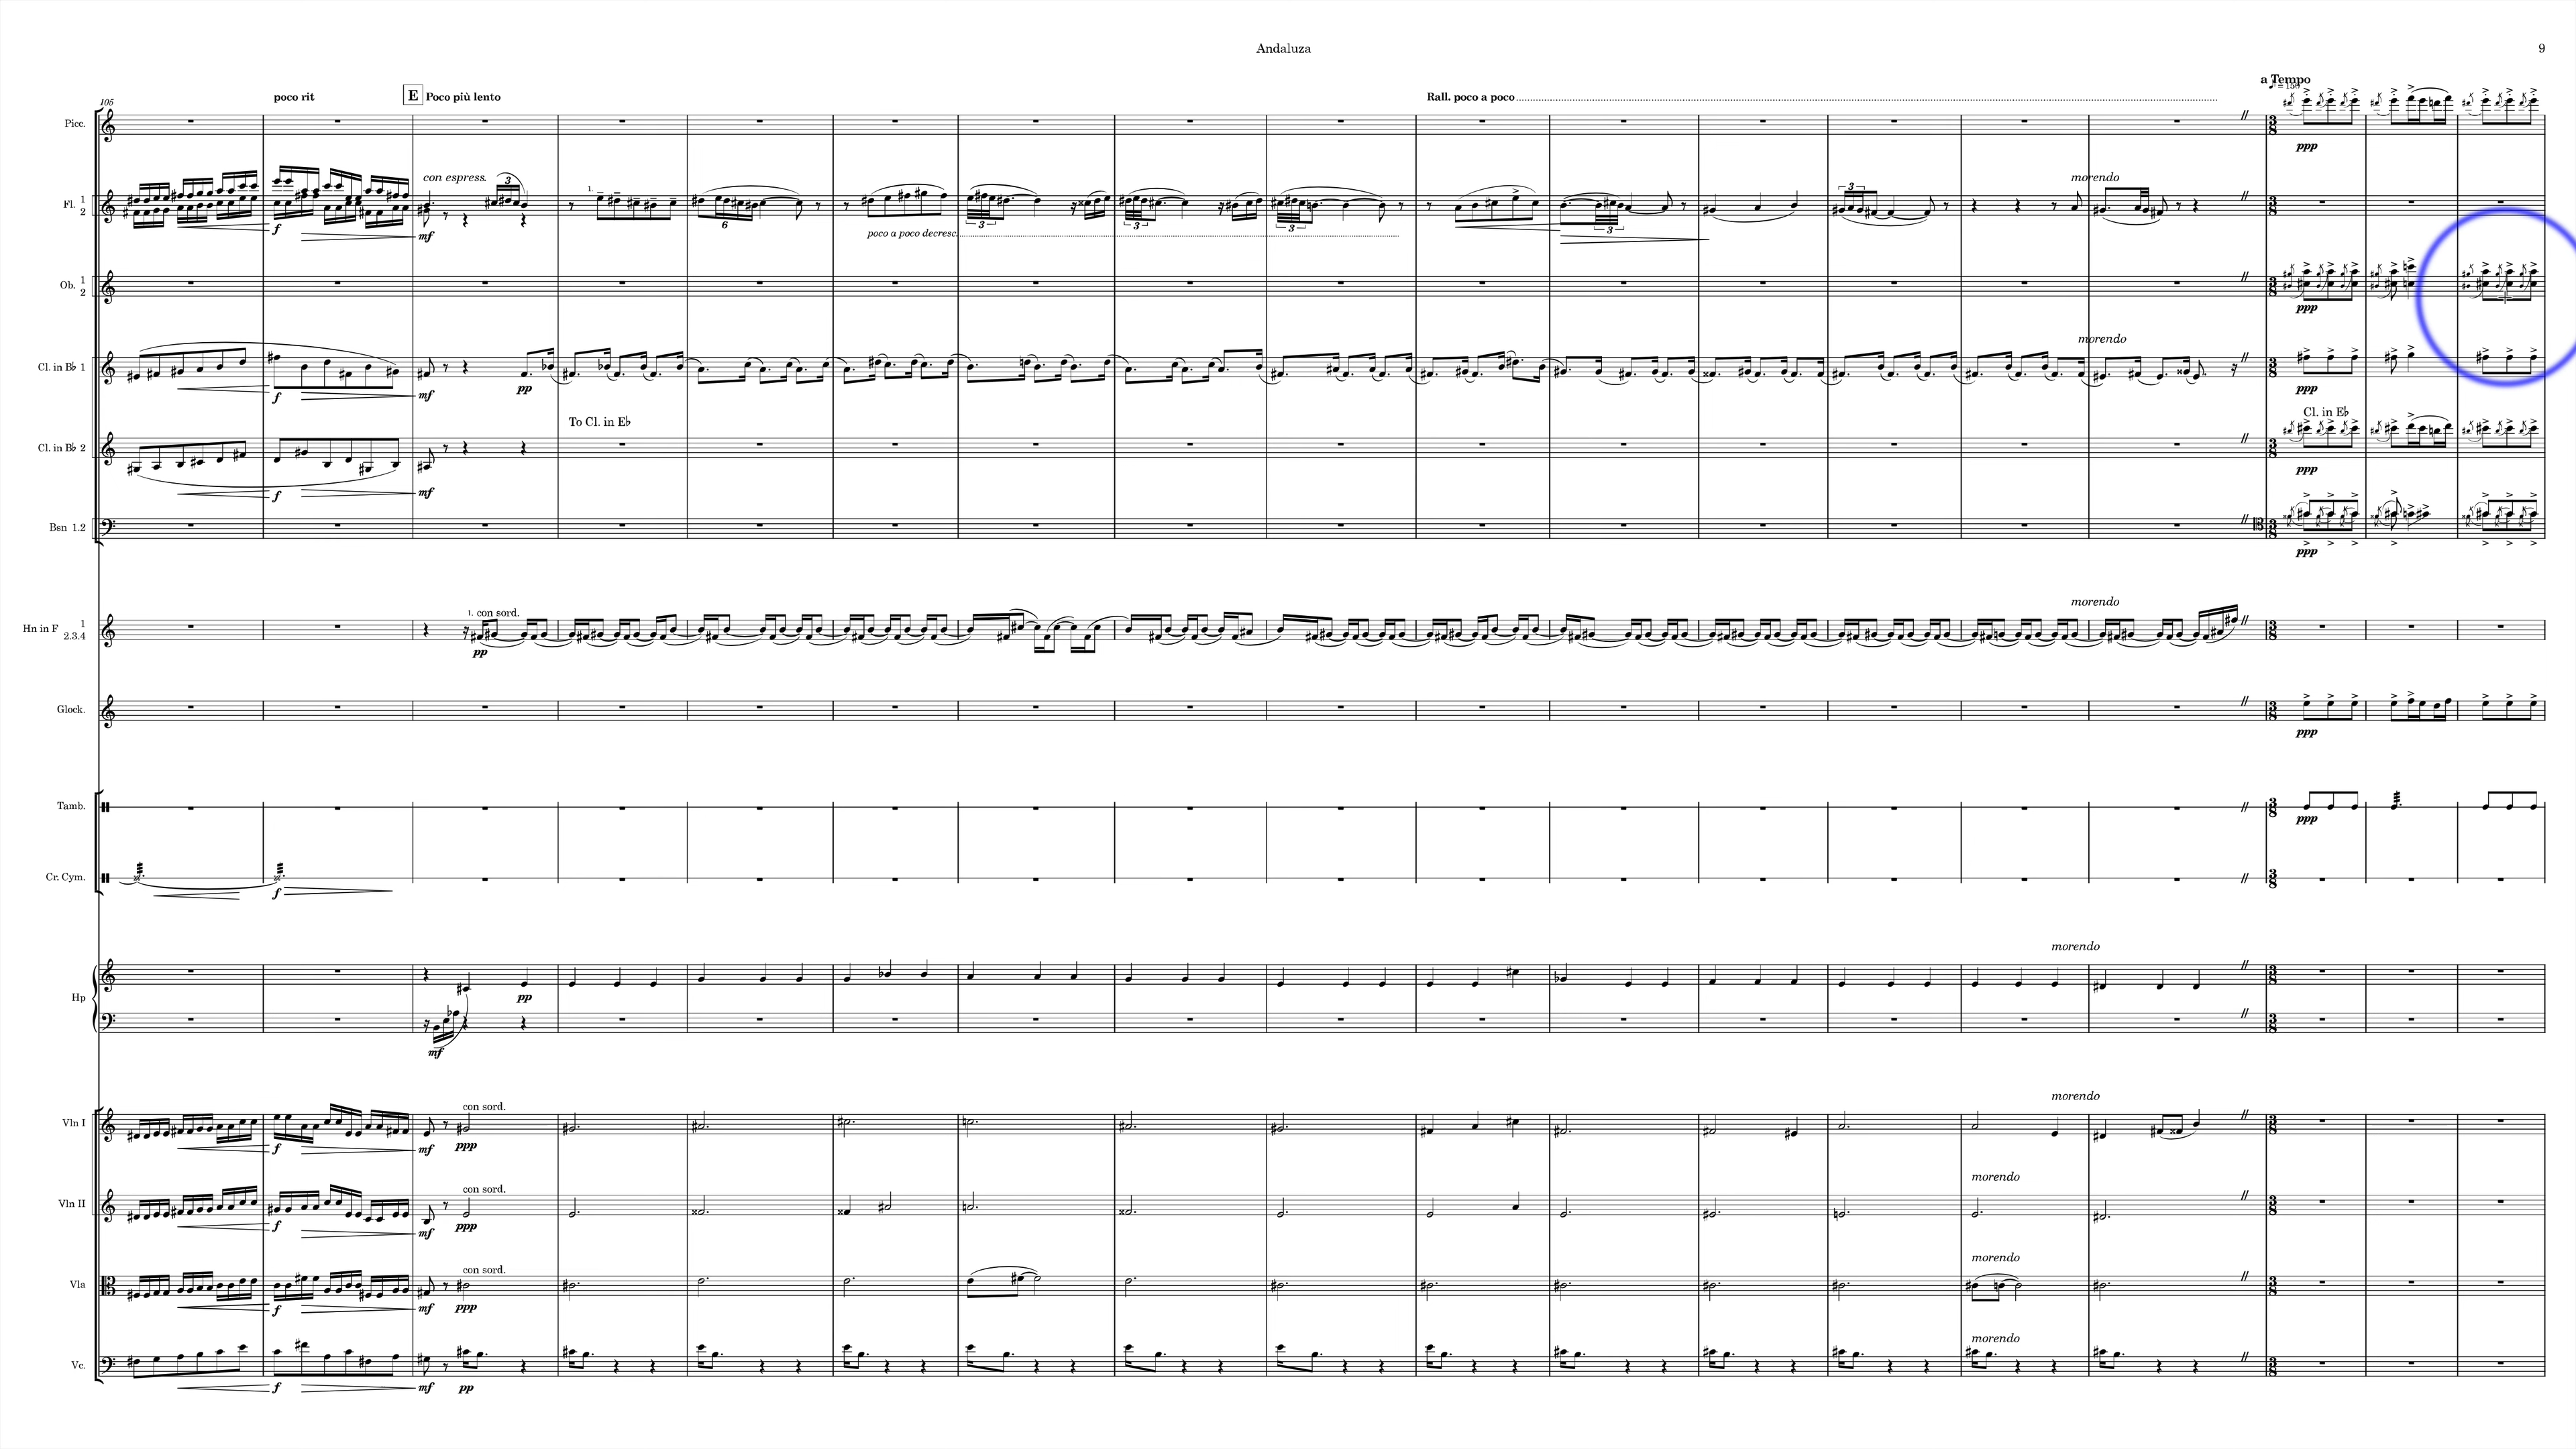 Andaluza
9
a Tempo
♪ = 150
105
poco rit
E Poco più lento
Rall. poco a poco
Picc.
con espress.
3
1.
morendo
3
Fl. 1
2
6
3
3
3
3
f
mf
poco a poco decresc.
ppp
Ob. 1
2
ppp
morendo
Cl. in B♭ 1
f
mf
pp
ppp
To Cl. in E♭
Cl. in E♭
Cl. in B♭ 2
f
mf
ppp
Bsn 1.2
ppp
morendo
1. con sord.
Hn in F 1
2.3.4
pp
Glock.
ppp
Tamb.
ppp
Cr. Cym.
f
morendo
Hp
pp
mf
morendo
con sord.
Vln I
f
mf
ppp
morendo
con sord.
Vln II
f
mf
ppp
morendo
con sord.
Vla
f
mf
ppp
morendo
Vc.
f
mf
pp
3
8